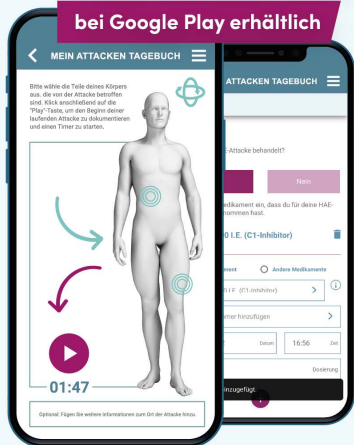 bei Google Play erhältlich
MEIN ATTACKEN TAGEBUCH
Bitte wähle die Teile deines Körpers
aus, die von der Attacke betroffen
sind. Klick anschließend auf die
"Play"-Taste, um den Beginn deiner
laufenden Attacke zu dokumentieren
und einen Timer zu starten.
01:47
Optional: Fügen Sie weitere Informationen zum Ort der Attacke hinzu.
ATTACKEN TAGEBUCH
E-Attacke behandelt?
Nein
edikament ein, dass du für deine HAE-
nommen hast.
0 I.E. (C1-Inhibitor)
ment
Andere Medikamente
0 I.E. (C1-Inhibitor)
mer hinzufügen
Datum
16:56
Zeit
Dosierung
inzugefügt.